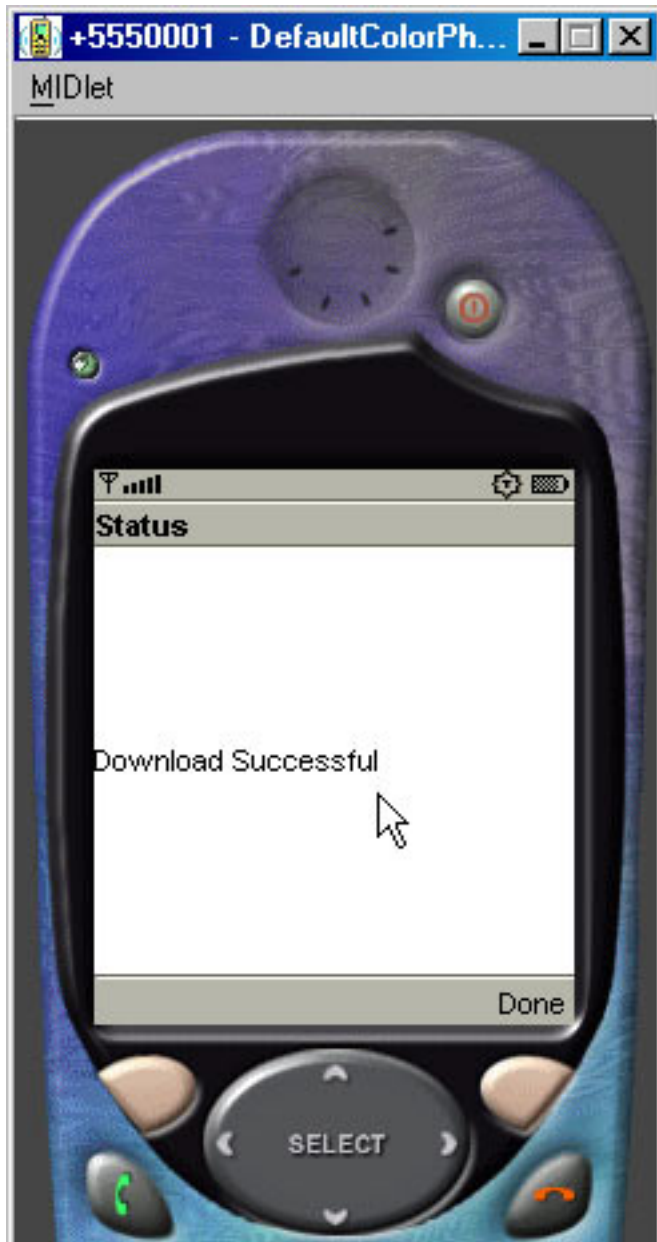 +5550001 - DefaultColorPh...
MIDlet
Status
Download Successful
Done
SELECT